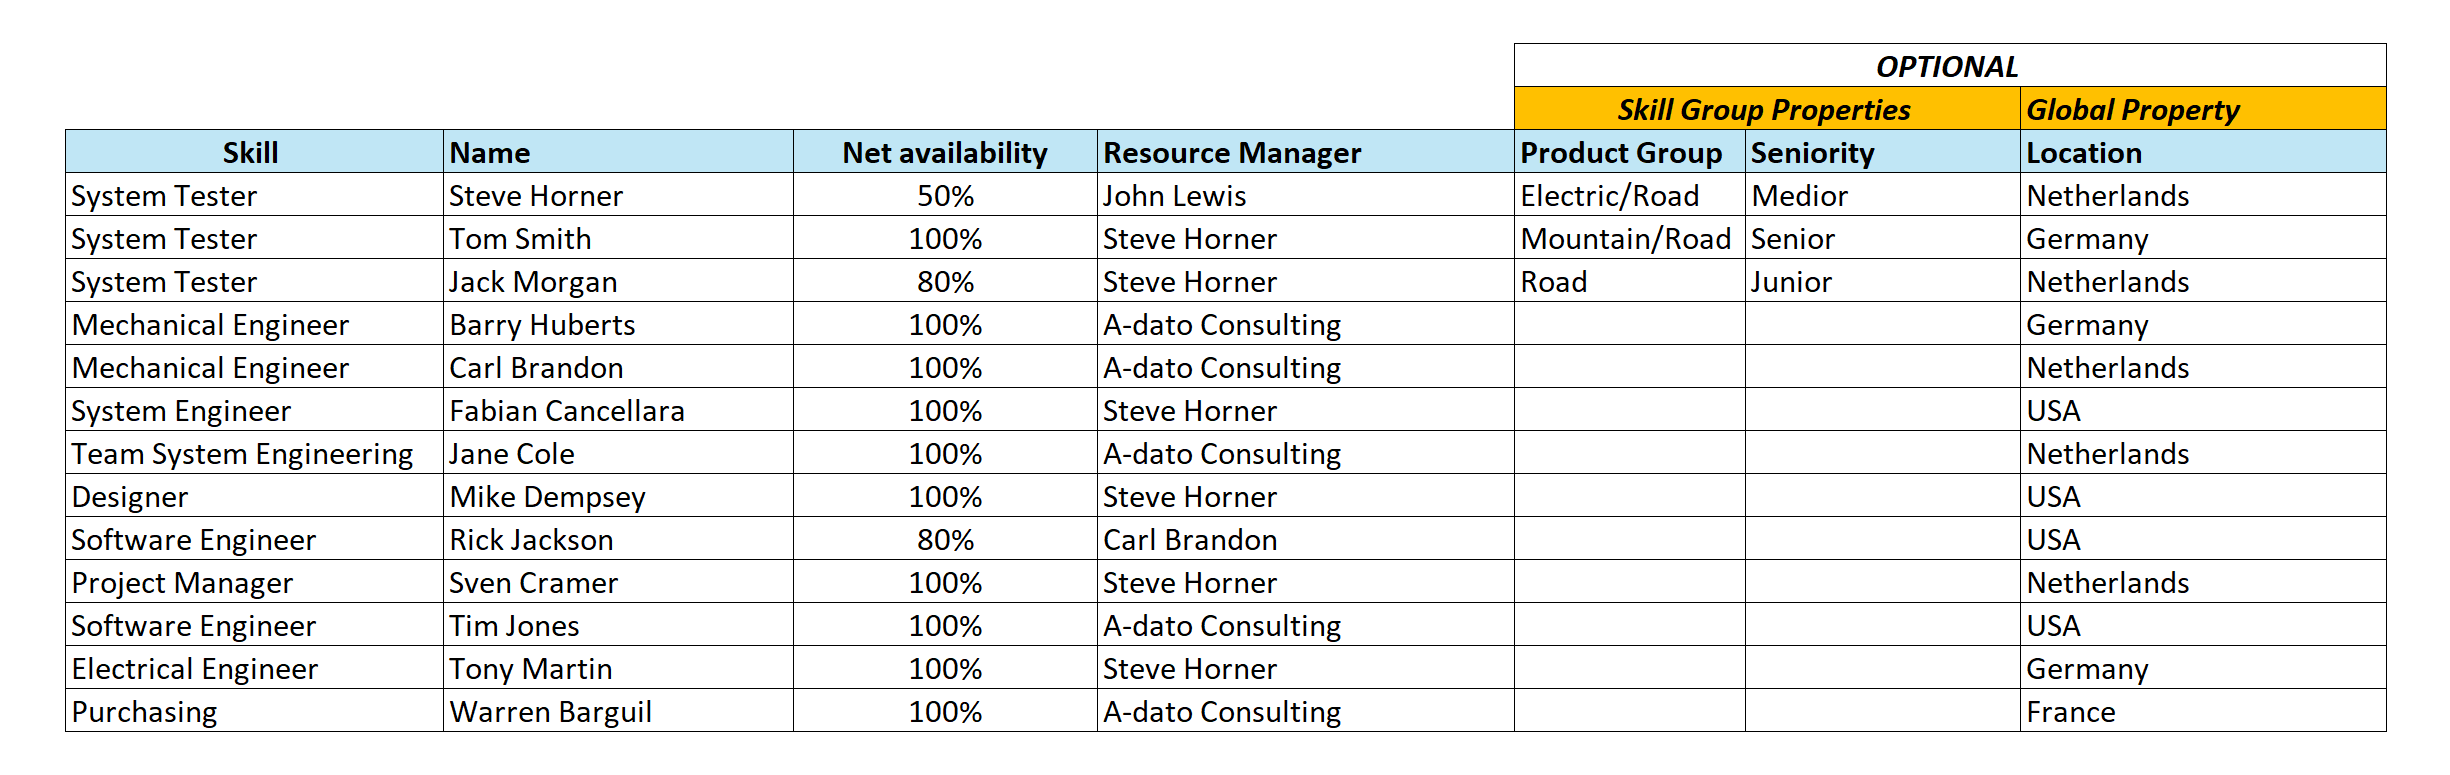 OPTIONAL
Skill Group Properties Global Property
Skill Name Net availability Resource Manager Product Group Seniority Location
System Tester Steve Horner 50% John Lewis Electric/Road Medior Netherlands
System Tester Tom Smith 100% Steve Horner Mountain/Road Senior Germany
System Tester Jack Morgan 80% Steve Horner Road Junior Netherlands
Mechanical Engineer Barry Huberts 100% A-dato Consulting Germany
Mechanical Engineer Carl Brandon 100% A-dato Consulting Netherlands
System Engineer Fabian Cancellara 100% Steve Horner USA
Team System Engineering Jane Cole 100% A-dato Consulting Netherlands
Designer Mike Dempsey 100% Steve Horner USA
Software Engineer Rick Jackson 80% Carl Brandon USA
Project Manager Sven Cramer 100% Steve Horner Netherlands
Software Engineer Tim Jones 100% A-dato Consulting USA
Electrical Engineer Tony Martin 100% Steve Horner Germany
Purchasing Warren Barguil 100% A-dato Consulting France